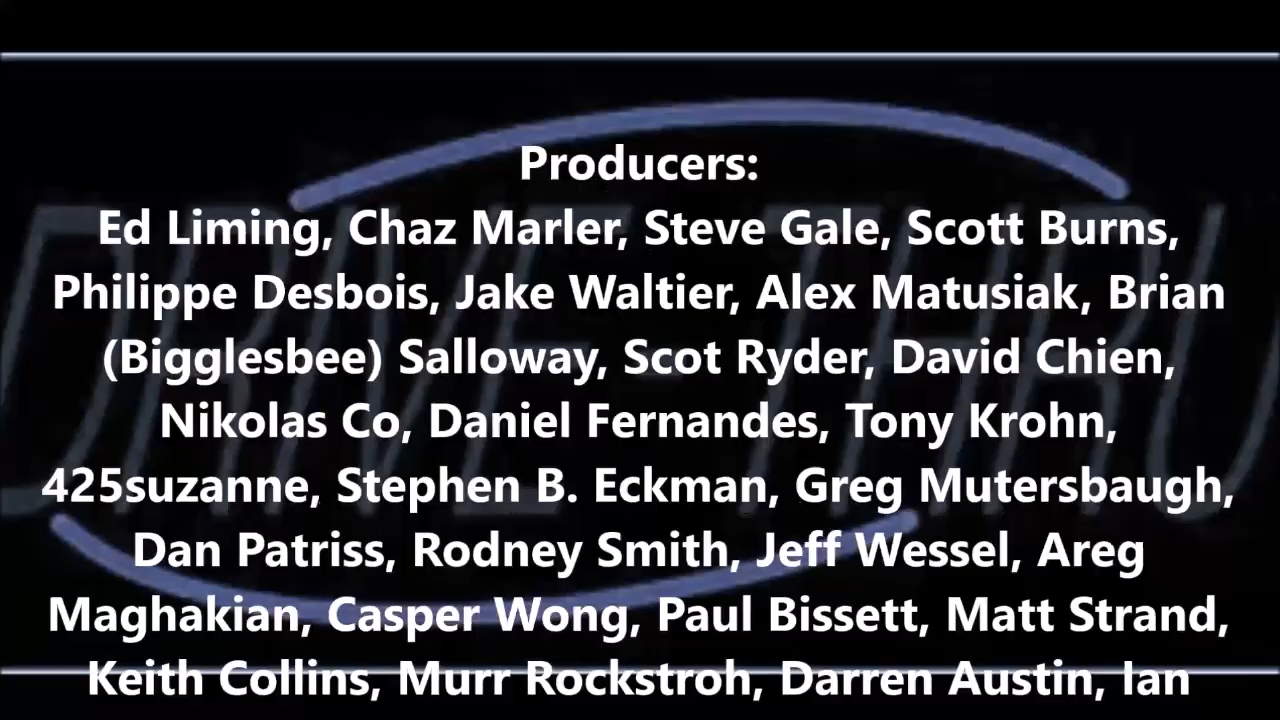 Producers:
Ed Liming, Chaz Marler, Steve Gale, Scott Burns,
Philippe Desbois, Jake Waltier, Alex Matusiak, Brian
(Bigglesbee) Salloway, Scot Ryder, David Chien,
Nikolas Co, Daniel Fernandes, Tony Krohn,
425suzanne, Stephen B. Eckman, Greg Mutersbaugh,
Dan Patriss, Rodney Smith, Jeff Wessel, Areg
Maghakian, Casper Wong, Paul Bissett, Matt Strand,
Keith Collins, Murr Rockstroh, Darren Austin, Ian
DRIVE-THRU